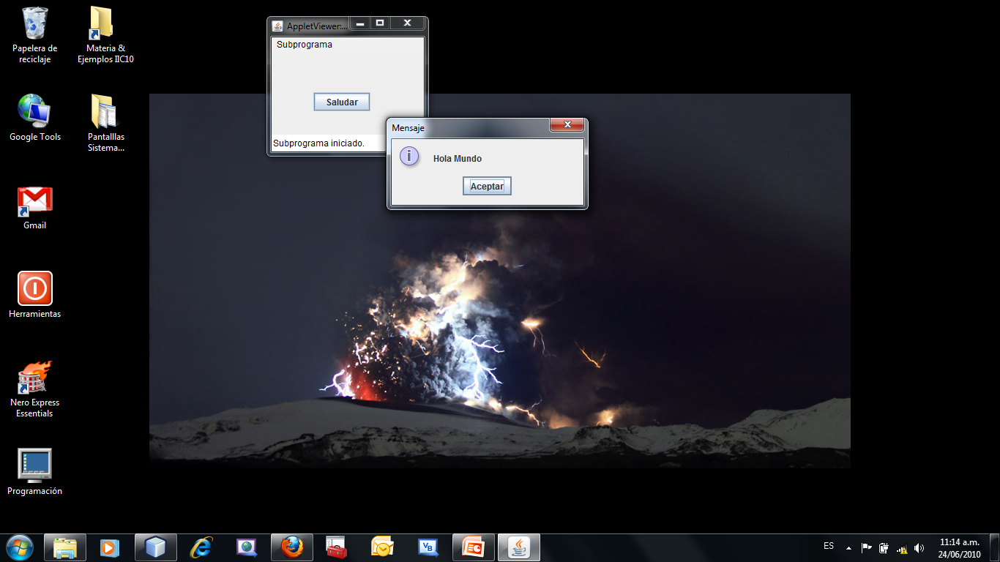 Papelera de
reciclaje
Materia &
Ejemplos IIC10
Google Tools
Pantalllas
Sistema...
Gmail
Herramientas
Nero Express
Essentials
Programación
AppletViewer:...
Subprograma
Saludar
Subprograma iniciado.
Mensaje
Hola Mundo
Aceptar
VB
ES
11:14 a.m.
24/06/2010